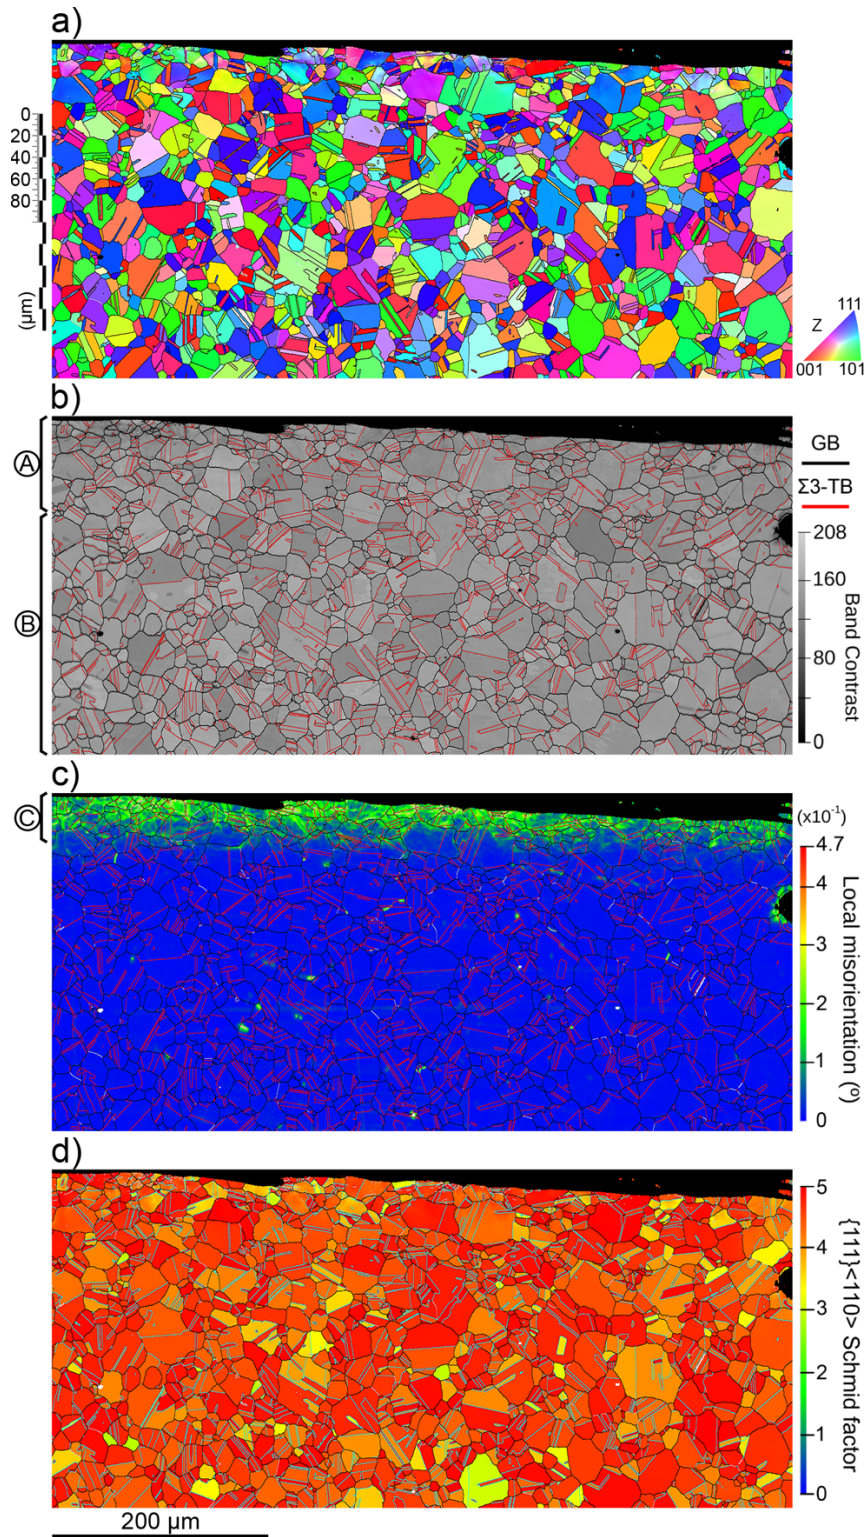 a)
0
20
40
60
80
(μm)
111
Z
001
101
b)
A
B
GB
Σ3-TB
208
160
80
0
Band Contrast
c)
C
(x10⁻¹)
4.7
4
3
2
1
0
Local misorientation (º)
d)
5
4
3
2
1
0
{111}<110> Schmid factor
200 μm